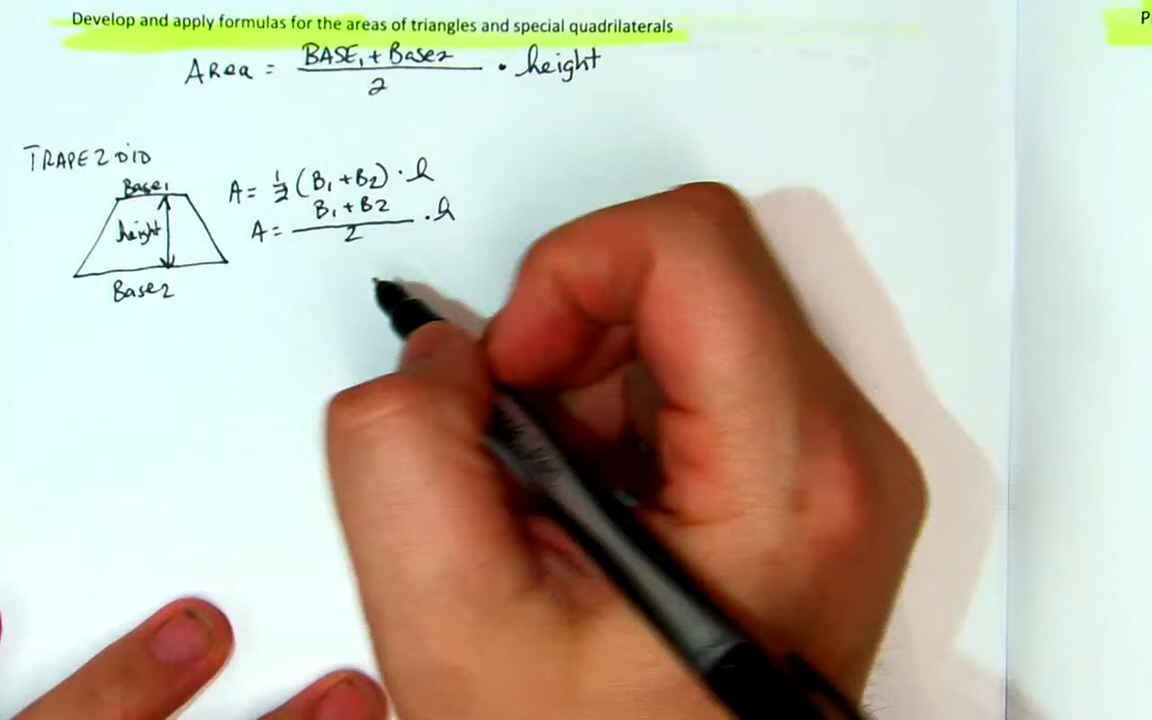 Develop and apply formulas for the areas of triangles and special quadrilaterals
P
AREA = BASE1 + Base2 / 2 · height
TRAPEZOID
Base1
height
Base2
A = 1/2 (B1 + B2) · h
A = B1 + B2 / 2 · h